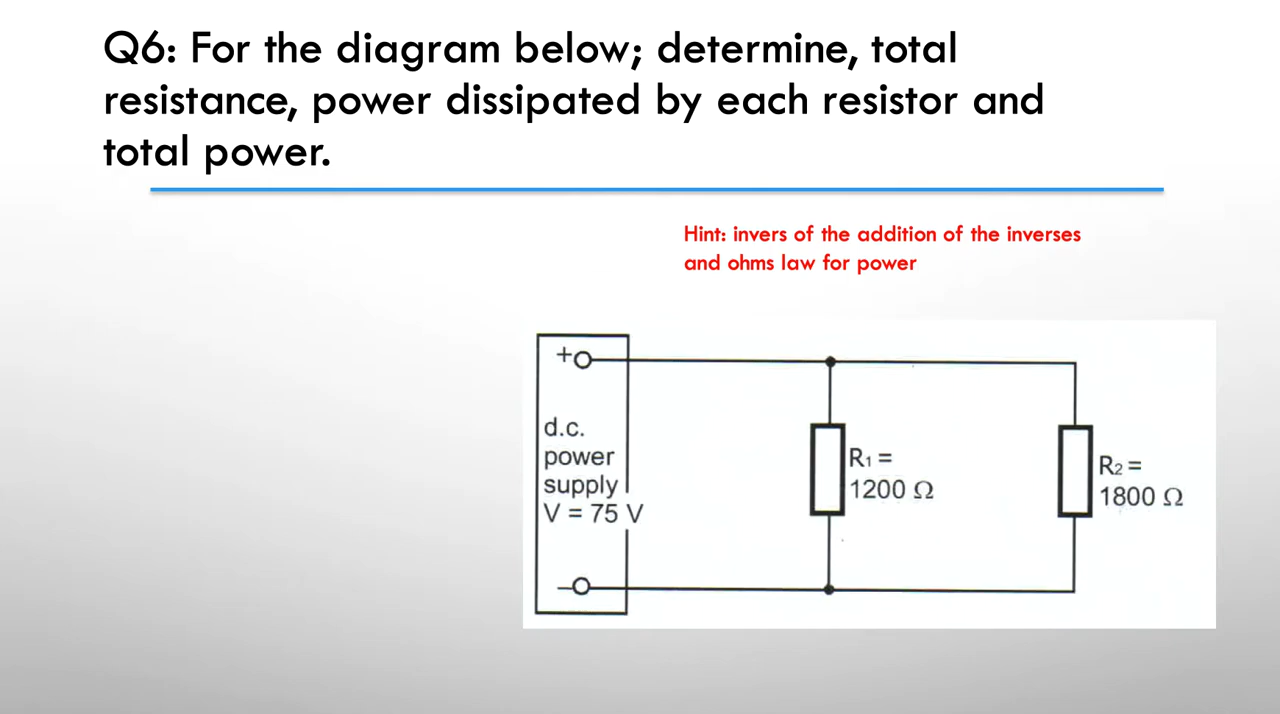 Q6: For the diagram below; determine, total
resistance, power dissipated by each resistor and
total power.
Hint: invers of the addition of the inverses
and ohms law for power
+
d.c.
power
supply
V = 75 V
–
R₁ =
1200 Ω
R₂ =
1800 Ω